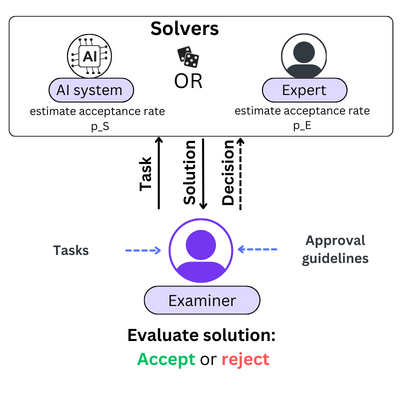 Solvers
AI
OR
AI system
Expert
estimate acceptance rate
p_S
estimate acceptance rate
p_E
Task
Solution
Decision
Tasks
Approval
guidelines
Examiner
Evaluate solution:
Accept or reject